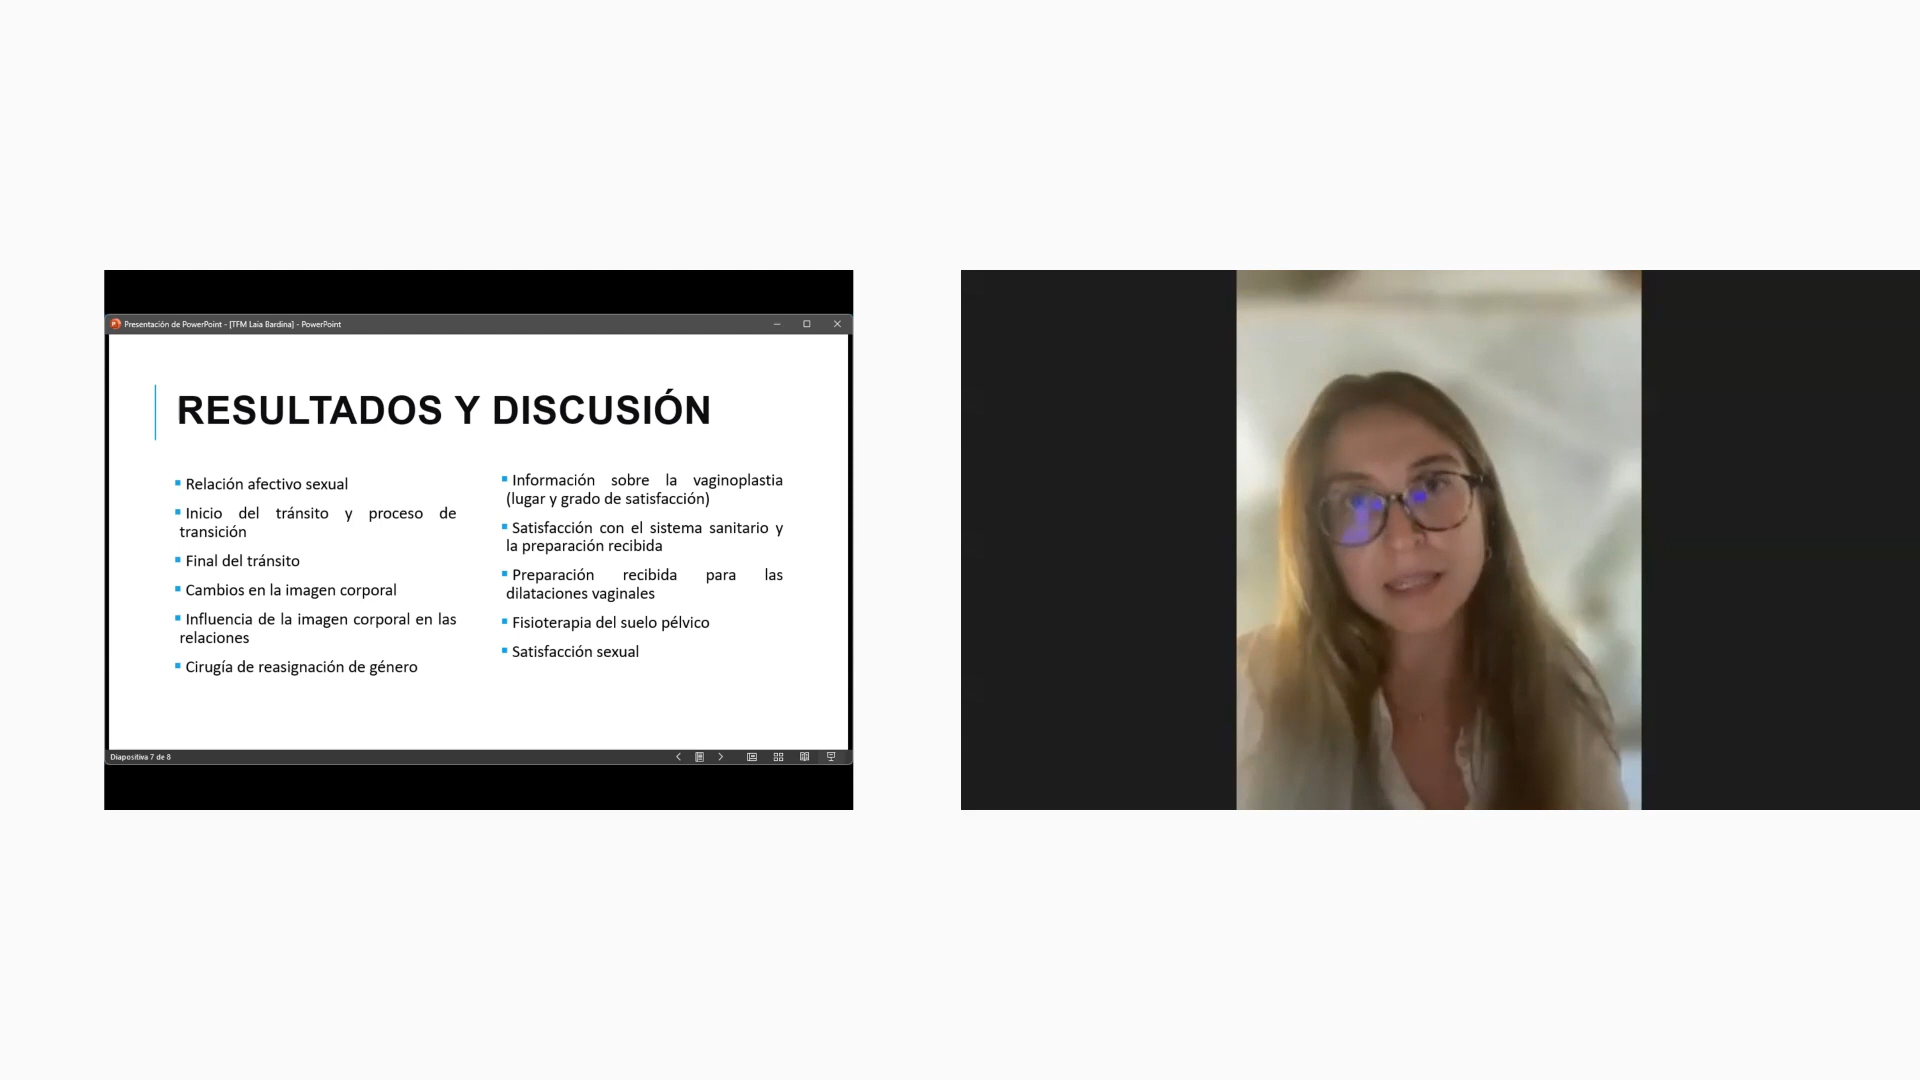 Presentación de PowerPoint - [TFM Laia Bardina] - PowerPoint
RESULTADOS Y DISCUSIÓN
Relación afectivo sexual
Inicio del tránsito y proceso de
transición
Final del tránsito
Cambios en la imagen corporal
Influencia de la imagen corporal en las
relaciones
Cirugía de reasignación de género
Información sobre la vaginoplastia
(lugar y grado de satisfacción)
Satisfacción con el sistema sanitario y
la preparación recibida
Preparación recibida para las
dilataciones vaginales
Fisioterapia del suelo pélvico
Satisfacción sexual
Diapositiva 7 de 8